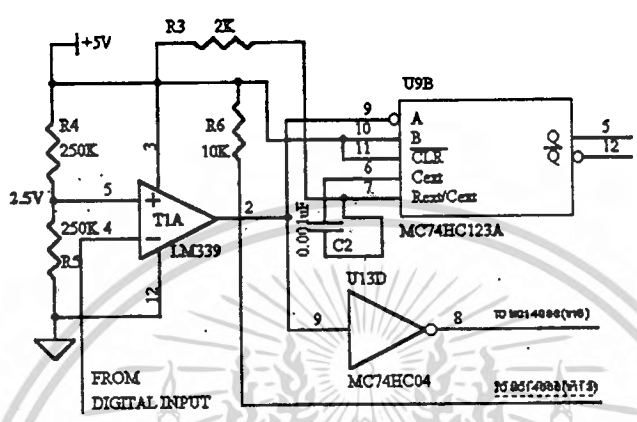 R3 2K
+5V
U9B
R4
250K
3
R6
10K
9 A
10 B
11 CLR
6 Cext
7 Rext/Cext
Q 5
Q 12
2.5V
5
+
T1A
2
250K 4
−
LM339
R5
12
0.001uF
C2
MC74HC123A
U13D
9
8
MC74HC04
FROM
DIGITAL INPUT